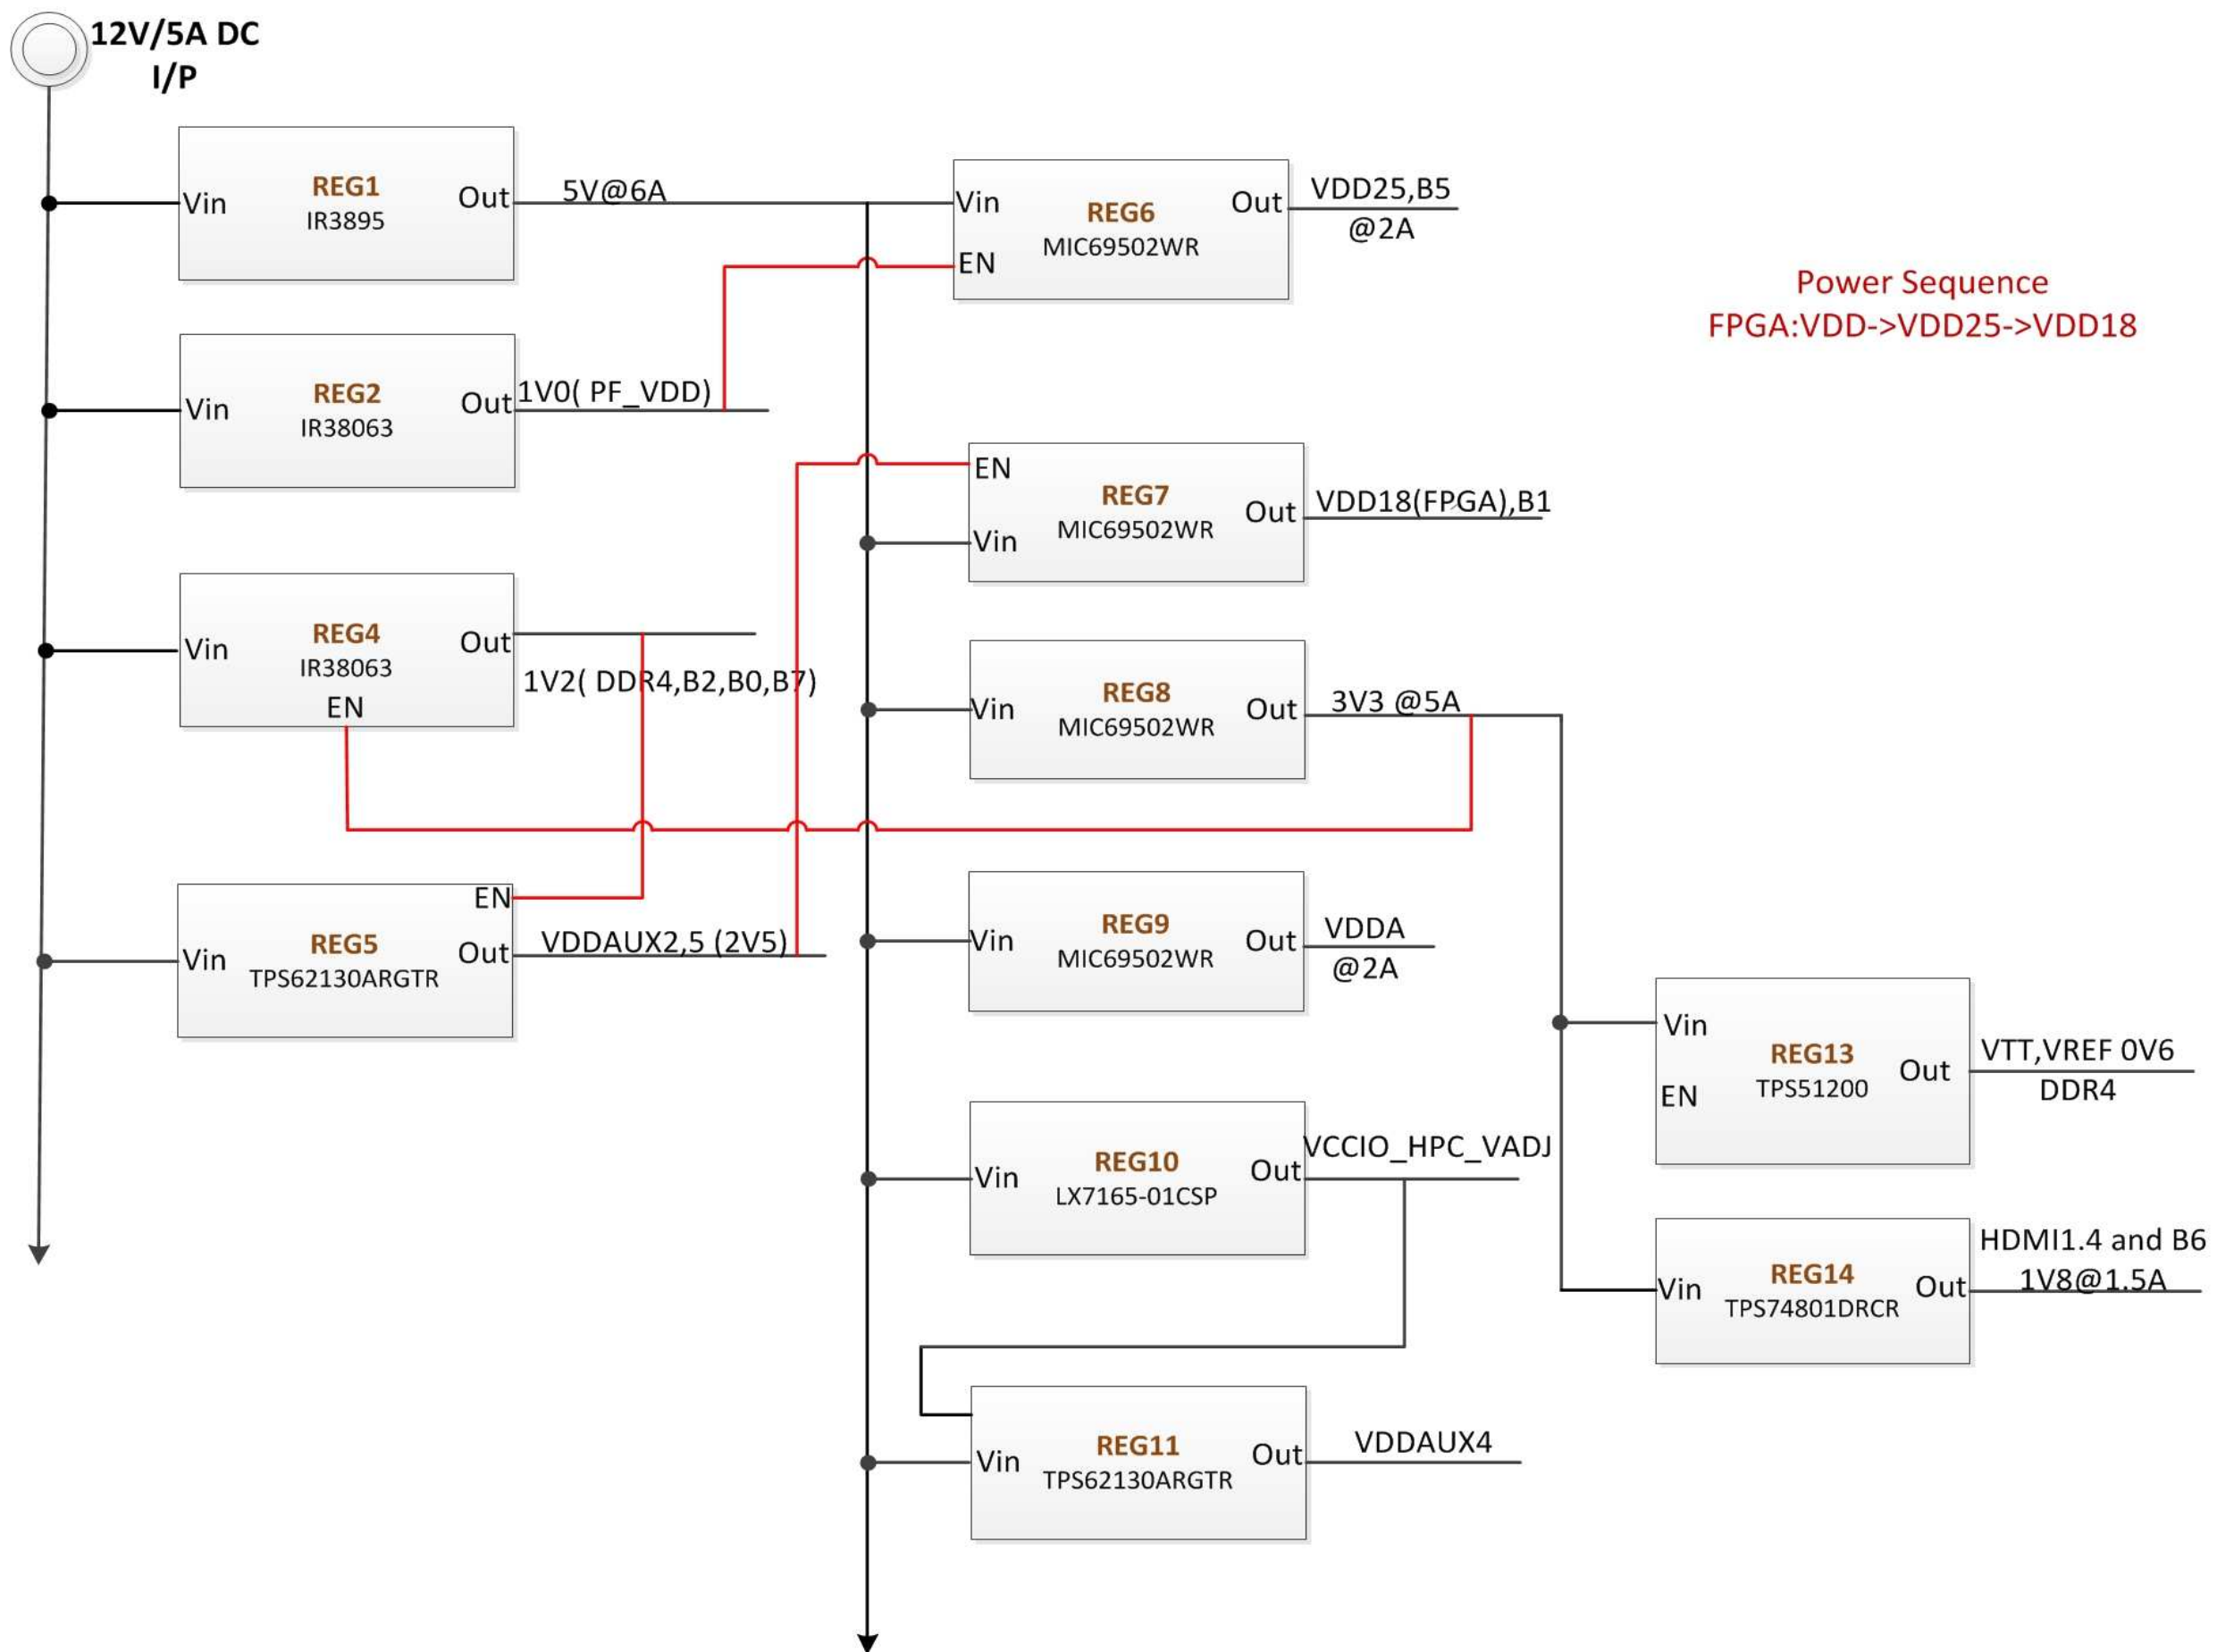 12V/5A DC
I/P
REG1
IR3895
Vin
Out
5V@6A
REG6
MIC69502WR
Vin
EN
Out
VDD25,B5
@2A
Power Sequence
FPGA:VDD->VDD25->VDD18
REG2
IR38063
Vin
Out
1V0( PF_VDD)
REG7
MIC69502WR
EN
Vin
Out
VDD18(FPGA),B1
REG4
IR38063
Vin
Out
EN
1V2( DDR4,B2,B0,B7)
REG8
MIC69502WR
Vin
Out
3V3 @5A
REG5
TPS62130ARGTR
EN
Vin
Out
VDDAUX2,5 (2V5)
REG9
MIC69502WR
Vin
Out
VDDA
@2A
REG13
TPS51200
Vin
EN
Out
VTT,VREF 0V6
DDR4
REG10
LX7165-01CSP
Vin
Out
VCCIO_HPC_VADJ
REG14
TPS74801DRCR
Vin
Out
HDMI1.4 and B6
1V8@1.5A
REG11
TPS62130ARGTR
Vin
Out
VDDAUX4